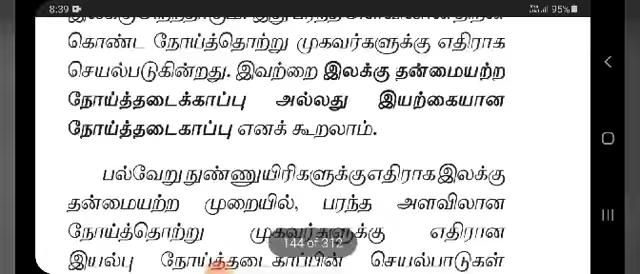 8:39
95%
கொண்ட நோய்த்தொற்று முகவர்களுக்கு எதிராக
செயல்படுகின்றது. இவற்றை இலக்கு தன்மையற்ற
நோய்த்தடைக்காப்பு அல்லது இயற்கையான
நோய்த்தடைகாப்பு எனக் கூறலாம்.
பல்வேறு நுண்ணுயிரிகளுக்கு எதிராக இலக்கு
தன்மையற்ற முறையில், பரந்த அளவிலான
நோய்த்தொற்று முகவர்களுக்கு எதிரான
144 of 312
இயல்பு நோய்த்தடை காப்பின் செயல்பாடுகள்